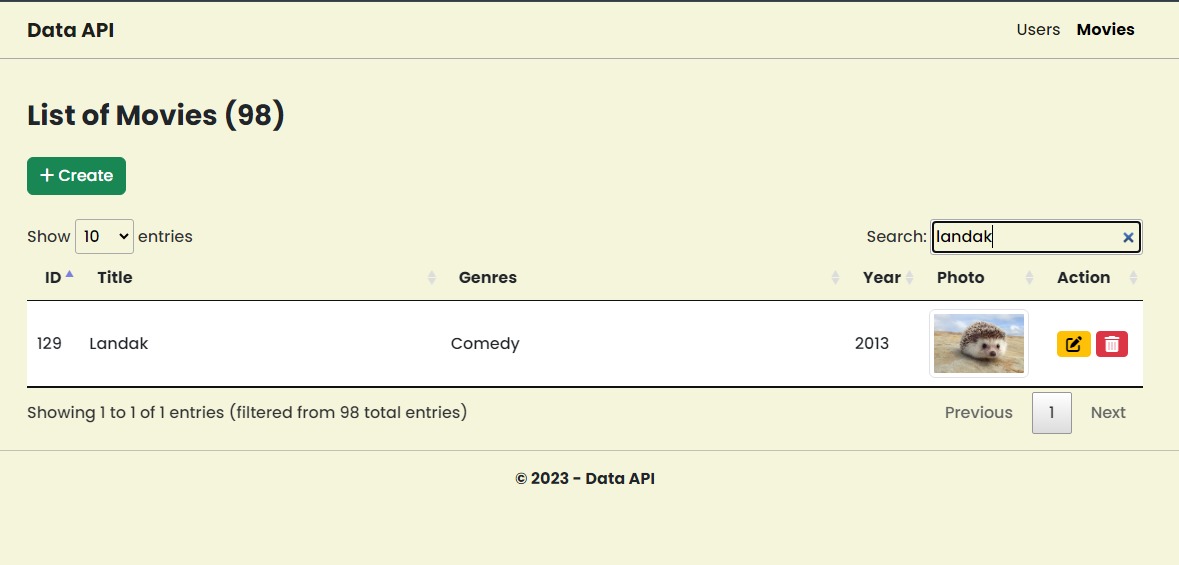 Data API Users Movies
List of Movies (98)
+ Create
Show 10 entries Search: landak
ID Title Genres Year Photo Action
129 Landak Comedy 2013
Showing 1 to 1 of 1 entries (filtered from 98 total entries) Previous 1 Next
© 2023 - Data API